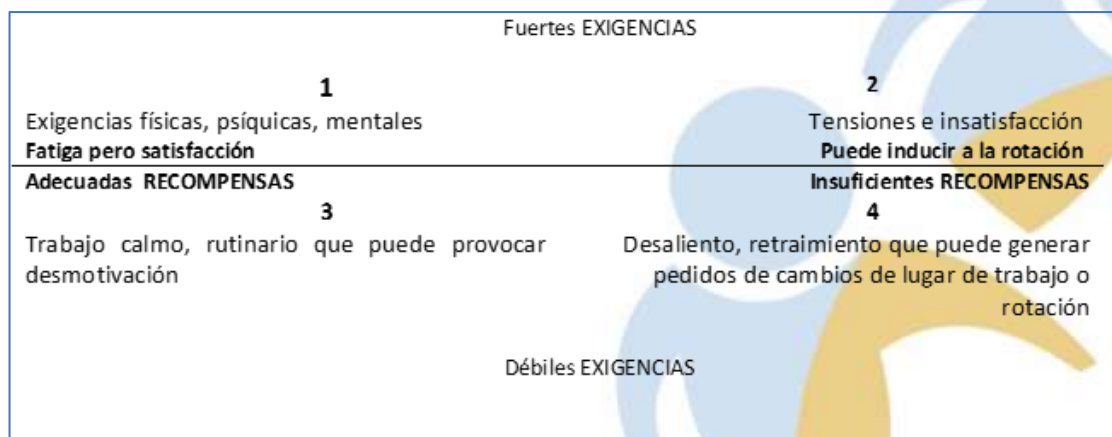 Fuertes EXIGENCIAS
1
2
Exigencias físicas, psíquicas, mentales
Tensiones e insatisfacción
Fatiga pero satisfacción
Puede inducir a la rotación
Adecuadas RECOMPENSAS
Insuficientes RECOMPENSAS
3
4
Trabajo calmo, rutinario que puede provocar
desmotivación
Desaliento, retraimiento que puede generar
pedidos de cambios de lugar de trabajo o
rotación
Débiles EXIGENCIAS